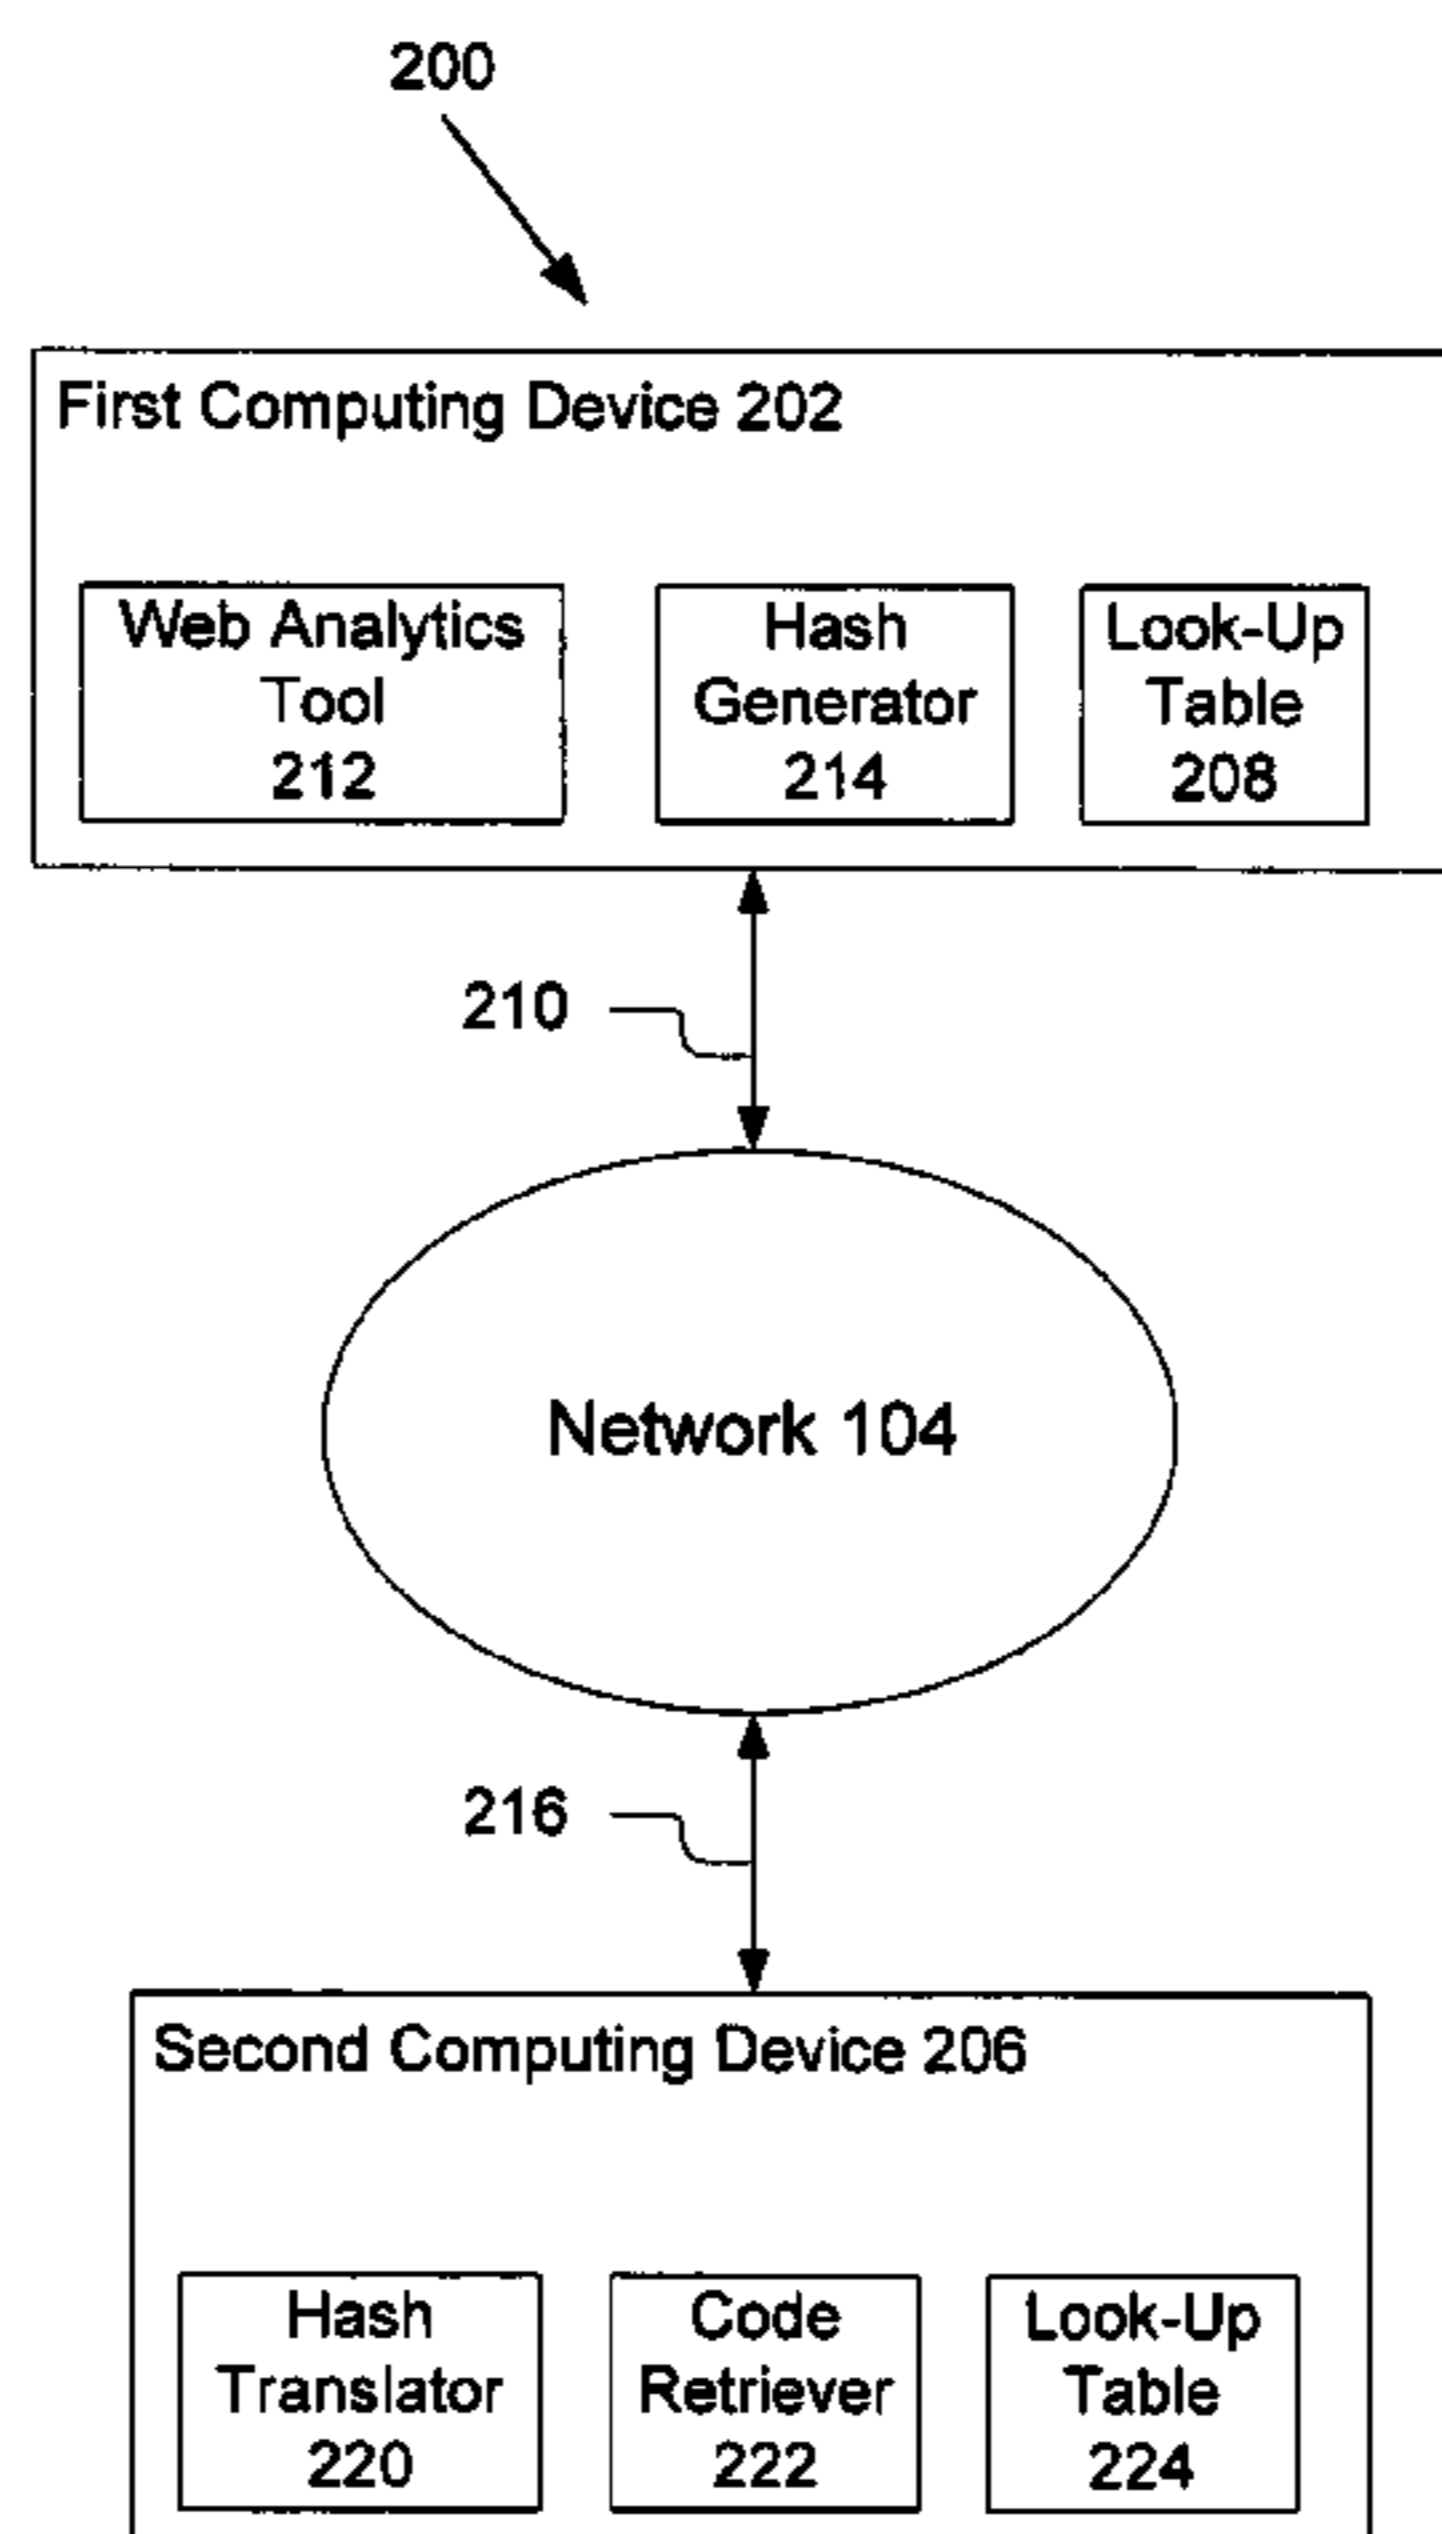 200
First Computing Device 202
Web Analytics
Tool
212
Hash
Generator
214
Look-Up
Table
208
210
Network 104
216
Second Computing Device 206
Hash
Translator
220
Code
Retriever
222
Look-Up
Table
224